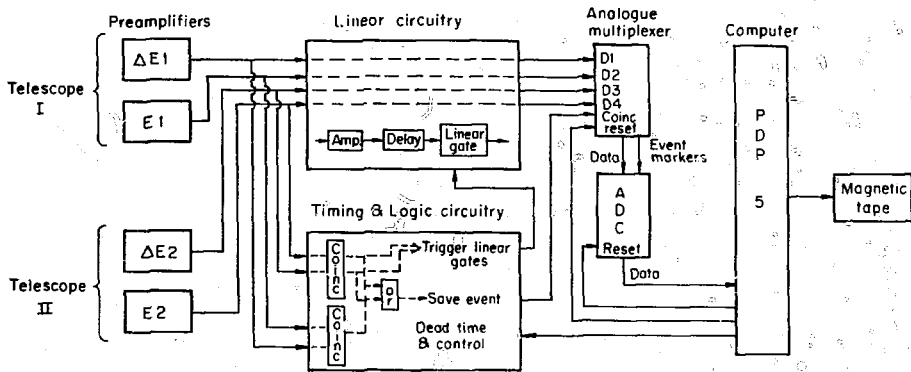 Preamplifiers
Linear circuitry
Analogue
multiplexer
Computer
Telescope
I
ΔE1
E1
Amp.
Delay
Linear
gate
D1
D2
D3
D4
Coinc
reset
Data
Event
markers
A
D
C
Reset
Data
P
D
P
5
Magnetic
tape
Timing & Logic circuitry
Telescope
II
ΔE2
E2
Coinc
Coinc
or
Trigger linear
gates
Save event
Dead time
& control